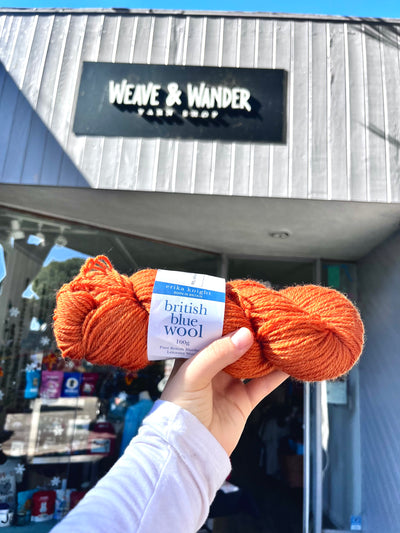 WEAVE & WANDER
YARN SHOP
erika knight
british
blue
wool
100g